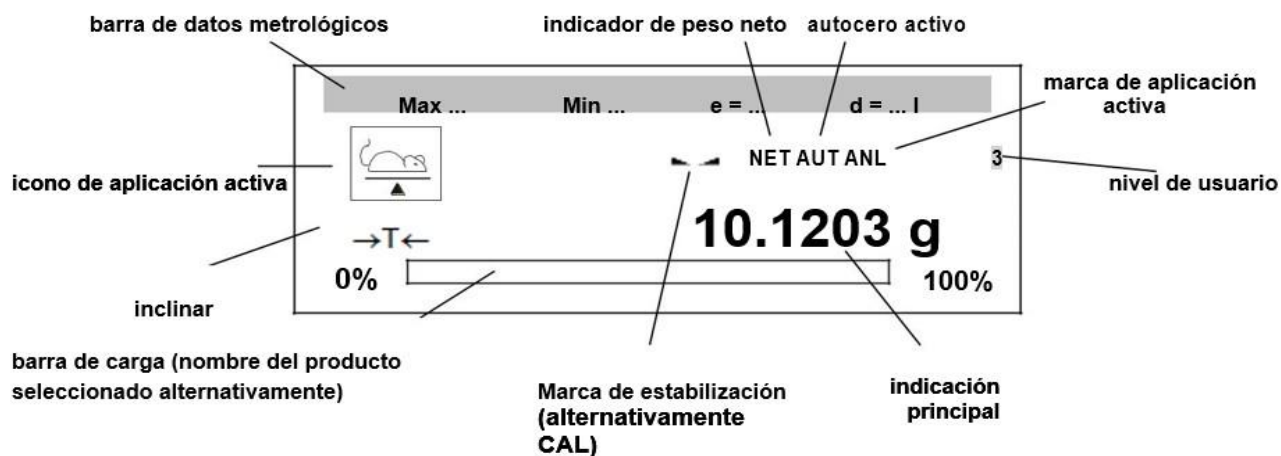 barra de datos metrológicos
indicador de peso neto
autocero activo
marca de aplicación
activa
Max ... Min ... e = ... d = ... l
NET AUT ANL
3
icono de aplicación activa
nivel de usuario
10.1203 g
→T←
0%
100%
inclinar
barra de carga (nombre del producto
seleccionado alternativamente)
Marca de estabilización
(alternativamente
CAL)
indicación
principal